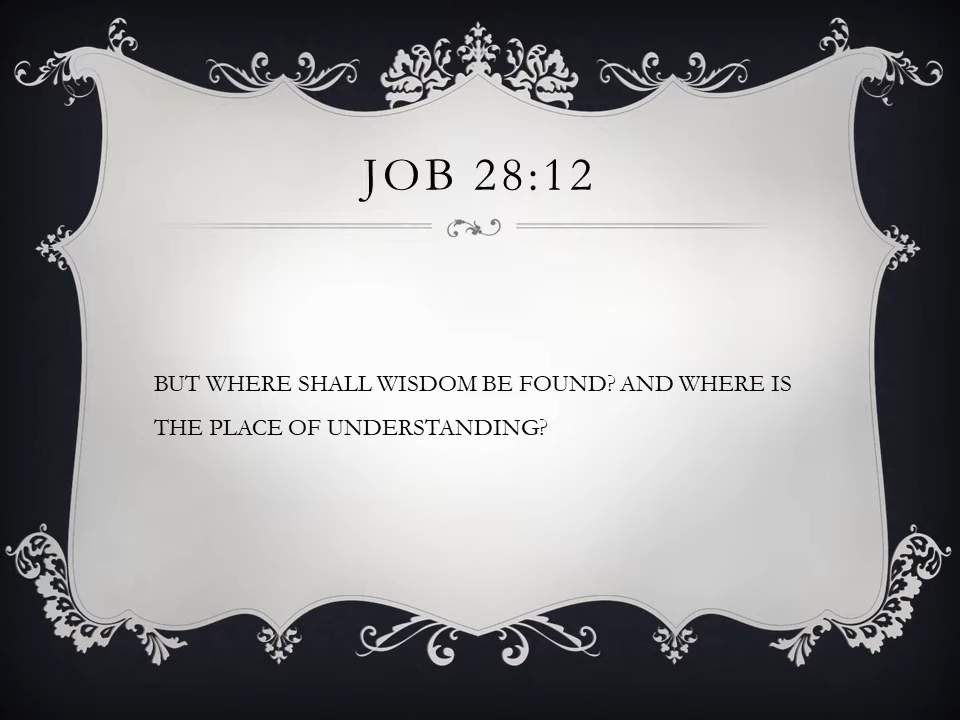 JOB 28:12
BUT WHERE SHALL WISDOM BE FOUND? AND WHERE IS
THE PLACE OF UNDERSTANDING?